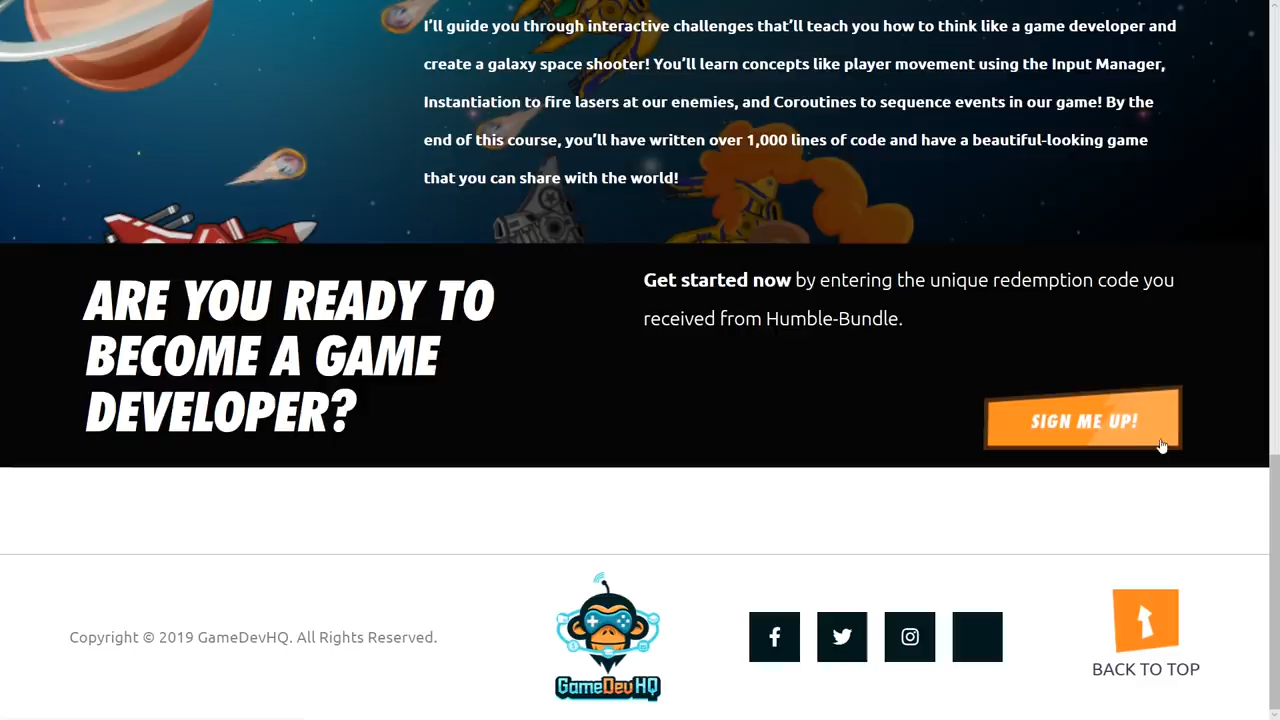 I'll guide you through interactive challenges that'll teach you how to think like a game developer and
create a galaxy space shooter! You'll learn concepts like player movement using the Input Manager,
Instantiation to fire lasers at our enemies, and Coroutines to sequence events in our game! By the
end of this course, you'll have written over 1,000 lines of code and have a beautiful-looking game
that you can share with the world!
ARE YOU READY TO
BECOME A GAME
DEVELOPER?
Get started now by entering the unique redemption code you
received from Humble-Bundle.
SIGN ME UP!
Copyright © 2019 GameDevHQ. All Rights Reserved.
GameDevHQ
BACK TO TOP